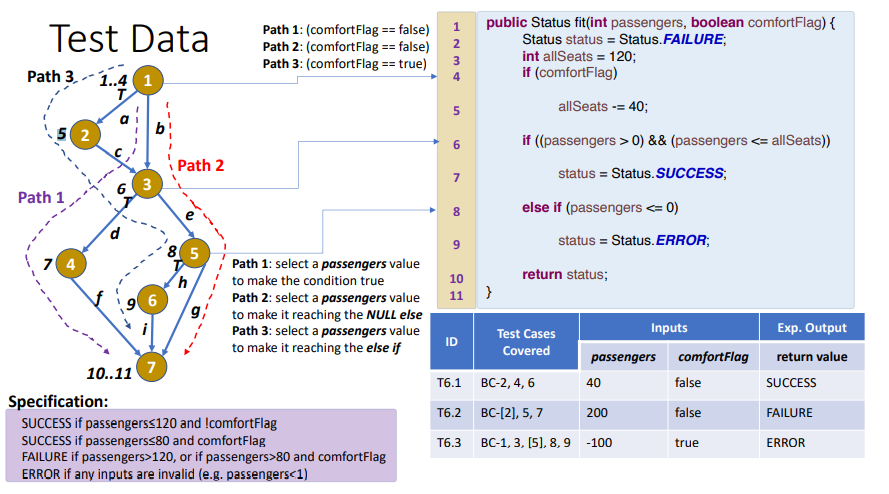 Test Data
Path 1: (comfortFlag == false)
Path 2: (comfortFlag == false)
Path 3: (comfortFlag == true)
Path 3
1..4
1
T
a
b
5
2
c
Path 2
6
3
T
Path 1
d
e
8
5
T
7
4
h
9
6
f
g
i
7
10..11
Path 1: select a passengers value
to make the condition true
Path 2: select a passengers value
to make it reaching the NULL else
Path 3: select a passengers value
to make it reaching the else if
1 public Status fit(int passengers, boolean comfortFlag) {
2 Status status = Status.FAILURE;
3 int allSeats = 120;
4 if (comfortFlag)
5 allSeats -= 40;
6 if ((passengers > 0) && (passengers <= allSeats))
7 status = Status.SUCCESS;
8 else if (passengers <= 0)
9 status = Status.ERROR;
10 return status;
11 }
Specification:
SUCCESS if passengers≤120 and !comfortFlag
SUCCESS if passengers≤80 and comfortFlag
FAILURE if passengers>120, or if passengers>80 and comfortFlag
ERROR if any inputs are invalid (e.g. passengers<1)
ID Test Cases Covered Inputs Exp. Output
passengers comfortFlag return value
T6.1 BC-2, 4, 6 40 false SUCCESS
T6.2 BC-[2], 5, 7 200 false FAILURE
T6.3 BC-1, 3, [5], 8, 9 -100 true ERROR